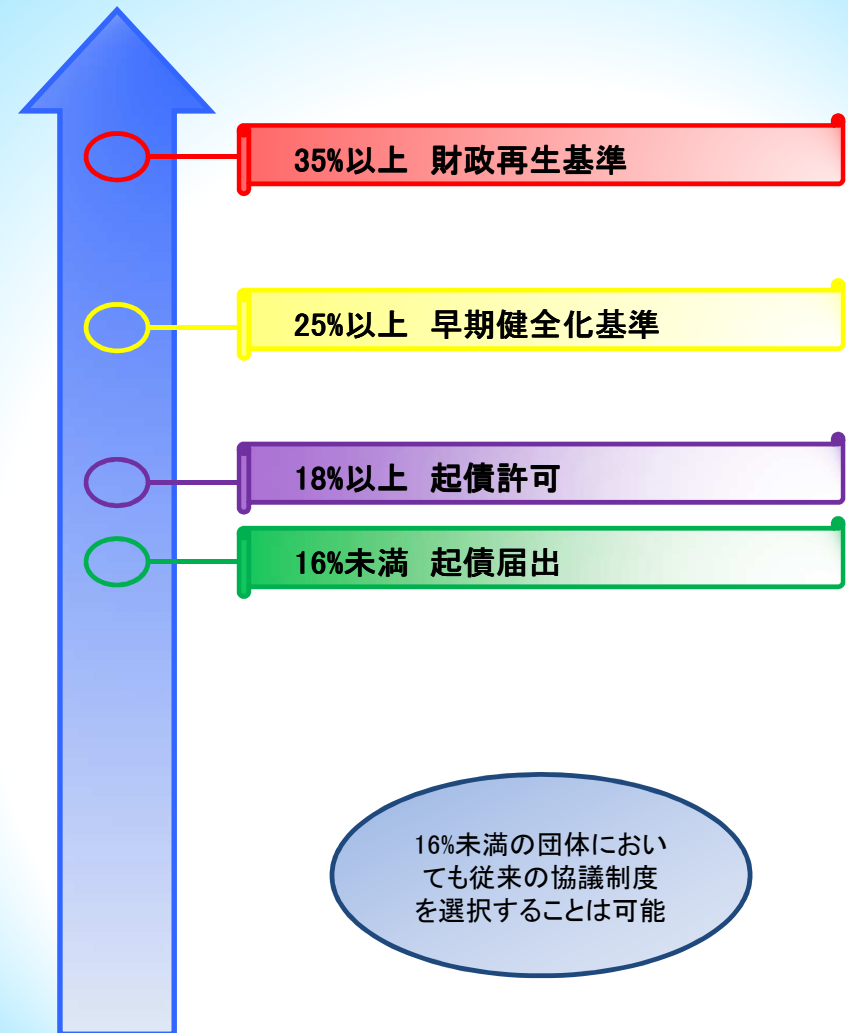 35%以上　財政再生基準
25%以上　早期健全化基準
18%以上　起債許可
16%未満　起債届出
16%未満の団体におい
ても従来の協議制度
を選択することは可能